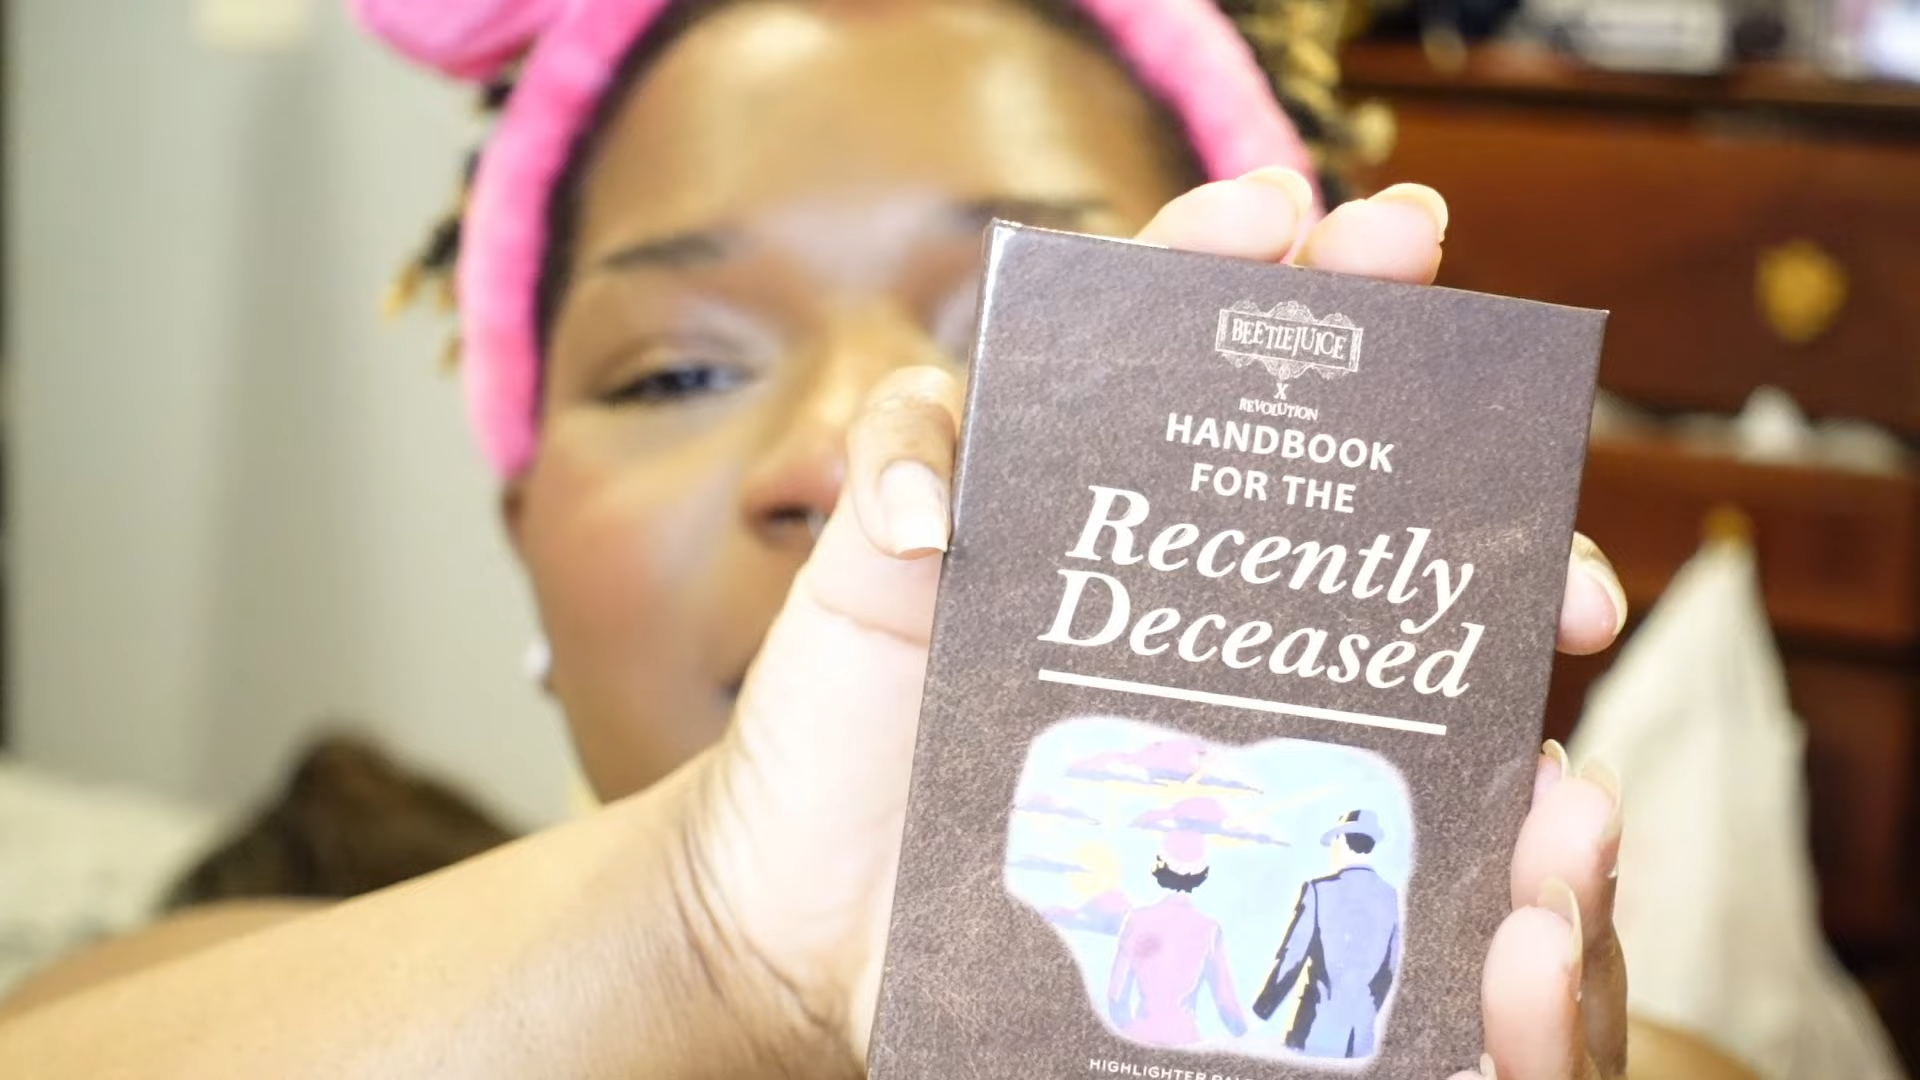 BEETLEJUICE
X
REVOLUTION
HANDBOOK
FOR THE
Recently
Deceased
HIGHLIGHTER